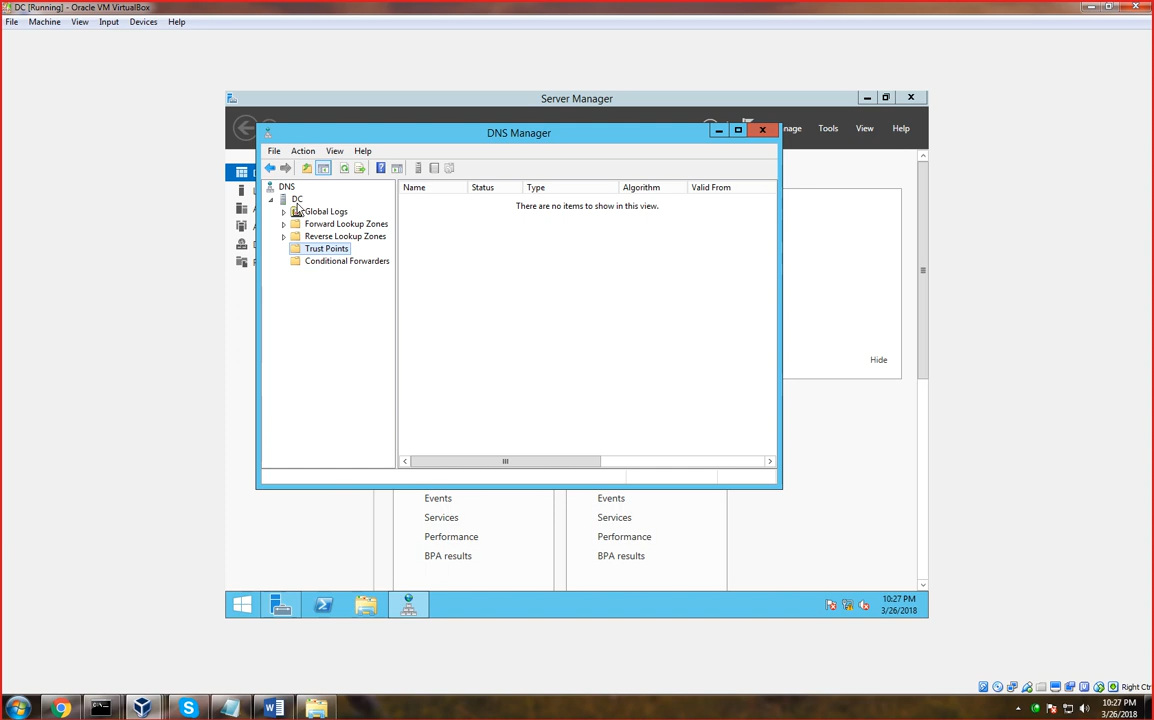 DC [Running] - Oracle VM VirtualBox
File Machine View Input Devices Help
Server Manager
DNS Manager
nage Tools View Help
File Action View Help
DNS
DC
Global Logs
Forward Lookup Zones
Reverse Lookup Zones
Trust Points
Conditional Forwarders
Name Status Type Algorithm Valid From
There are no items to show in this view.
Hide
Events Events
Services Services
Performance Performance
BPA results BPA results
10:27 PM
3/26/2018
Right Ctr
10:27 PM
3/26/2018